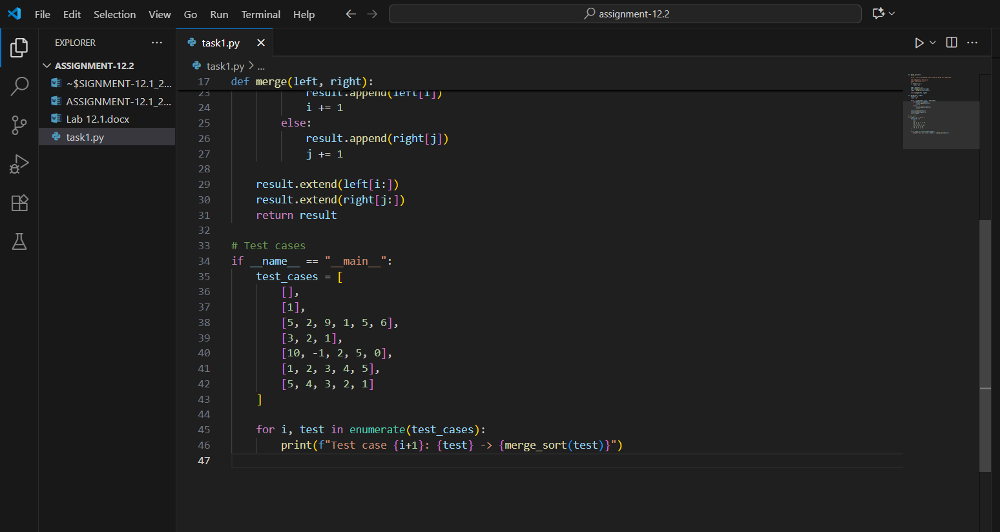 File Edit Selection View Go Run Terminal Help
assignment-12.2
EXPLORER
ASSIGNMENT-12.2
~$SIGNMENT-12.1_2...
ASSIGNMENT-12.1_2...
Lab 12.1.docx
task1.py
task1.py
task1.py > ...
17 def merge(left, right):
23 result.append(left[i])
24 i += 1
25 else:
26 result.append(right[j])
27 j += 1
28
29 result.extend(left[i:])
30 result.extend(right[j:])
31 return result
32
33 # Test cases
34 if __name__ == "__main__":
35 test_cases = [
36 [],
37 [1],
38 [5, 2, 9, 1, 5, 6],
39 [3, 2, 1],
40 [10, -1, 2, 5, 0],
41 [1, 2, 3, 4, 5],
42 [5, 4, 3, 2, 1]
43 ]
44
45 for i, test in enumerate(test_cases):
46 print(f"Test case {i+1}: {test} -> {merge_sort(test)}")
47